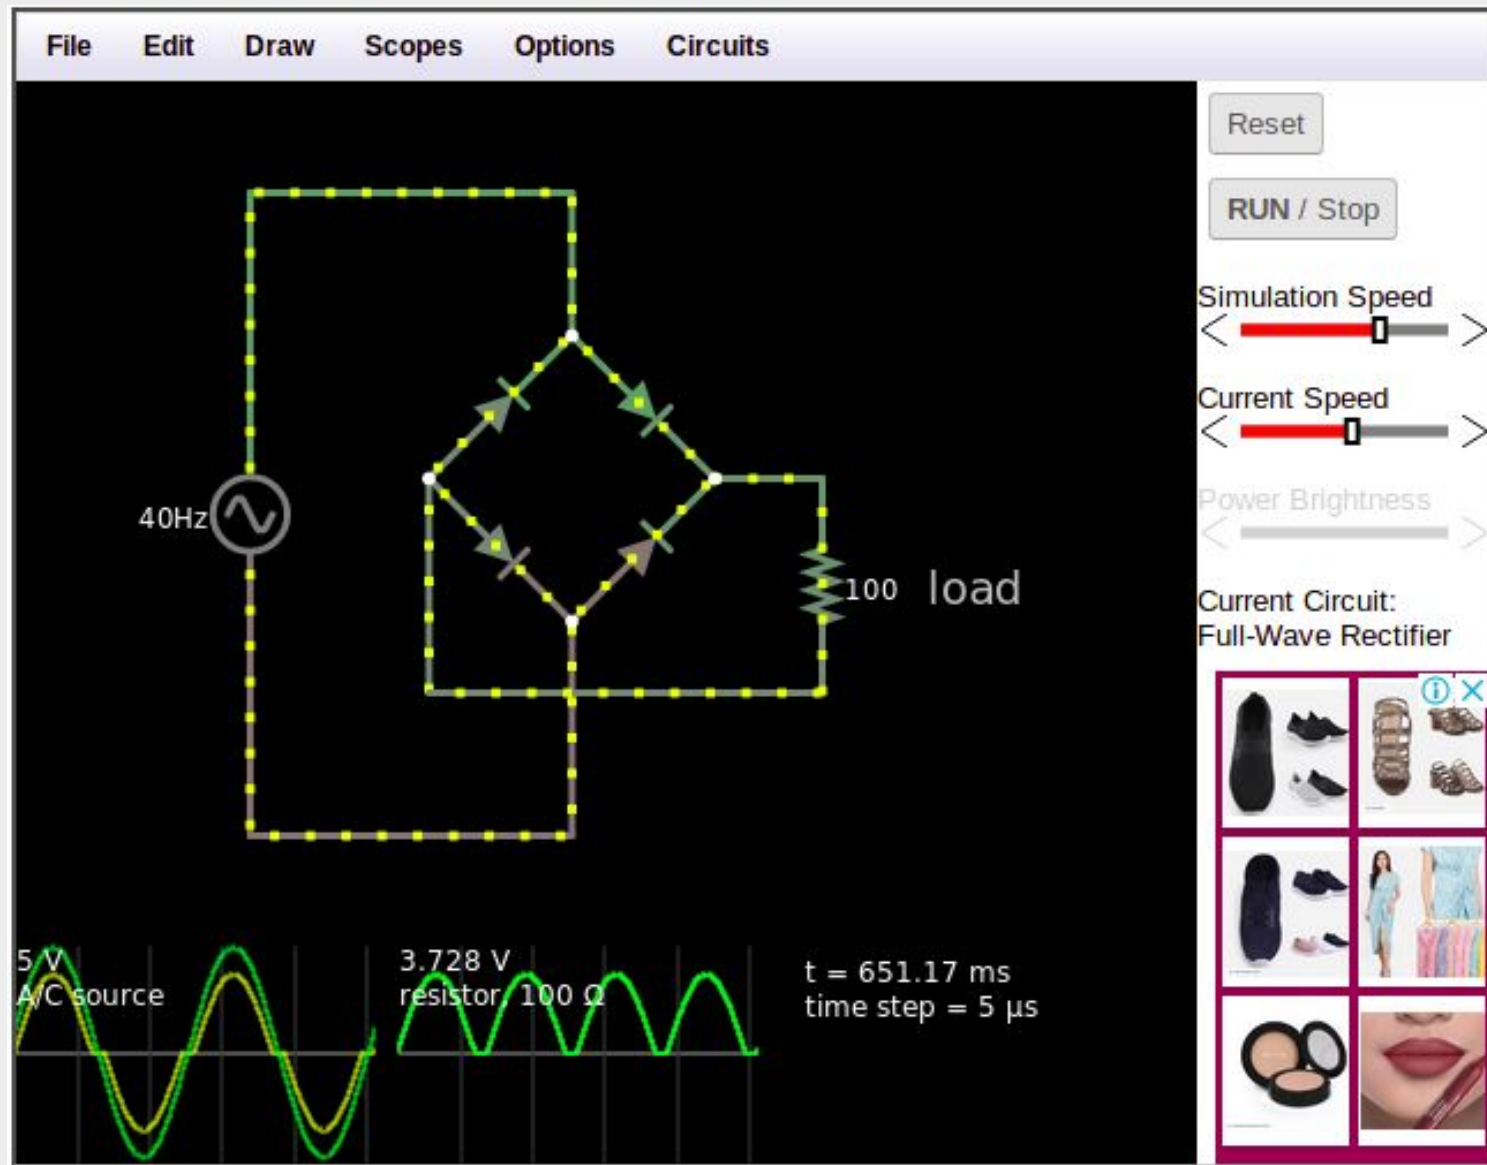 File Edit Draw Scopes Options Circuits
Reset
RUN / Stop
Simulation Speed
Current Speed
Power Brightness
Current Circuit:
Full-Wave Rectifier
40Hz
100 load
5 V
A/C source
3.728 V
resistor, 100 Ω
t = 651.17 ms
time step = 5 μs